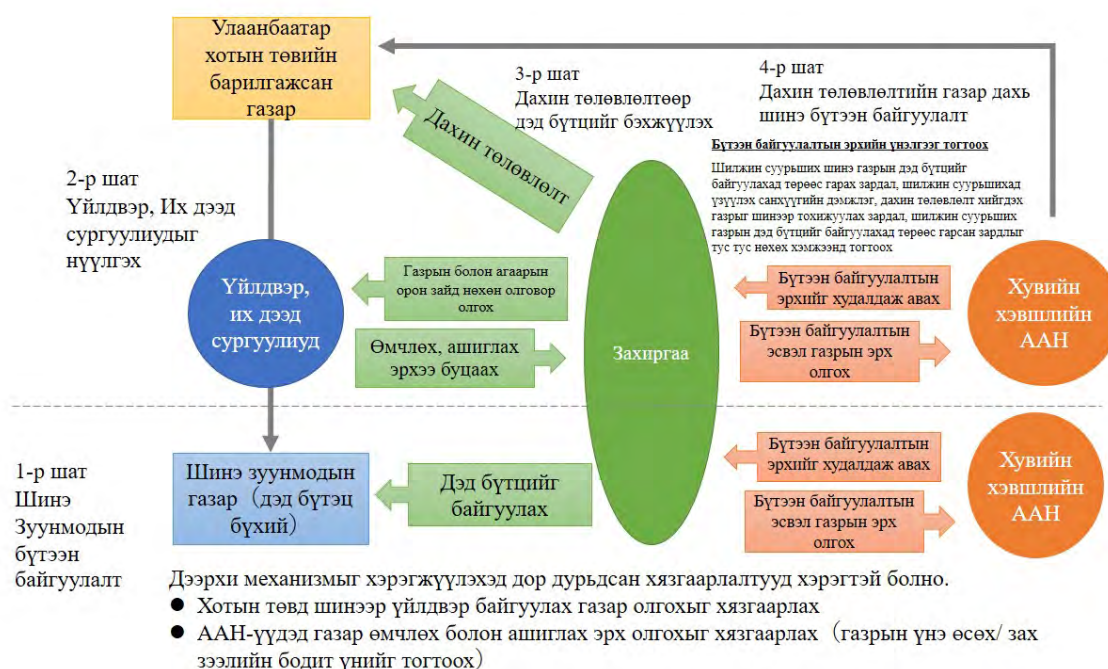 Улаанбаатар
хотын төвийн
барилгажсан
газар
3-р шат
Дахин төлөвлөлтөөр
дэд бүтцийг бэхжүүлэх
4-р шат
Дахин төлөвлөлтийн газар дахь
шинэ бүтээн байгуулалт
Дахин төлөвлөлт
Бүтээн байгуулалтын эрхийн үнэлгээг тогтоох
Шилжин суурьших шинэ газрын дэд бүтцийг
байгуулахад төрөөс гарах зардал, шилжин суурьшихад
үзүүлэх санхүүгийн дэмжлэг, дахин төлөвлөлт хийгдэх
газрыг шинээр тохижуулах зардал, шилжин суурьших
газрын дэд бүтцийг байгуулахад төрөөс гарсан зардлыг
тус тус нөхөх хэмжээнд тогтоох
2-р шат
Үйлдвэр, Их дээд
сургуулиудыг
нүүлгэх
Үйлдвэр,
их дээд
сургуулиуд
Газрын болон агаарын
орон зайд нөхөн олговор
олгох
Өмчлөх, ашиглах
эрхээ буцаах
Захиргаа
Бүтээн байгуулалтын
эрхийг худалдаж авах
Бүтээн байгуулалтын
эсвэл газрын эрх
олгох
Хувийн
хэвшлийн
ААН
1-р шат
Шинэ
Зуунмодын
бүтээн
байгуулалт
Шинэ зуунмодын
газар（дэд бүтэц
бүхий）
Дэд бүтцийг
байгуулах
Бүтээн байгуулалтын
эрхийг худалдаж авах
Бүтээн байгуулалтын
эсвэл газрын эрх
олгох
Хувийн
хэвшлийн
ААН
Дээрхи механизмыг хэрэгжүүлэхэд дор дурьдсан хязгаарлалтууд хэрэгтэй болно.
● Хотын төвд шинээр үйлдвэр байгуулах газар олгохыг хязгаарлах
● ААН-үүдэд газар өмчлөх болон ашиглах эрх олгохыг хязгаарлах（газрын үнэ өсөх/ зах
зээлийн бодит үнийг тогтоох）